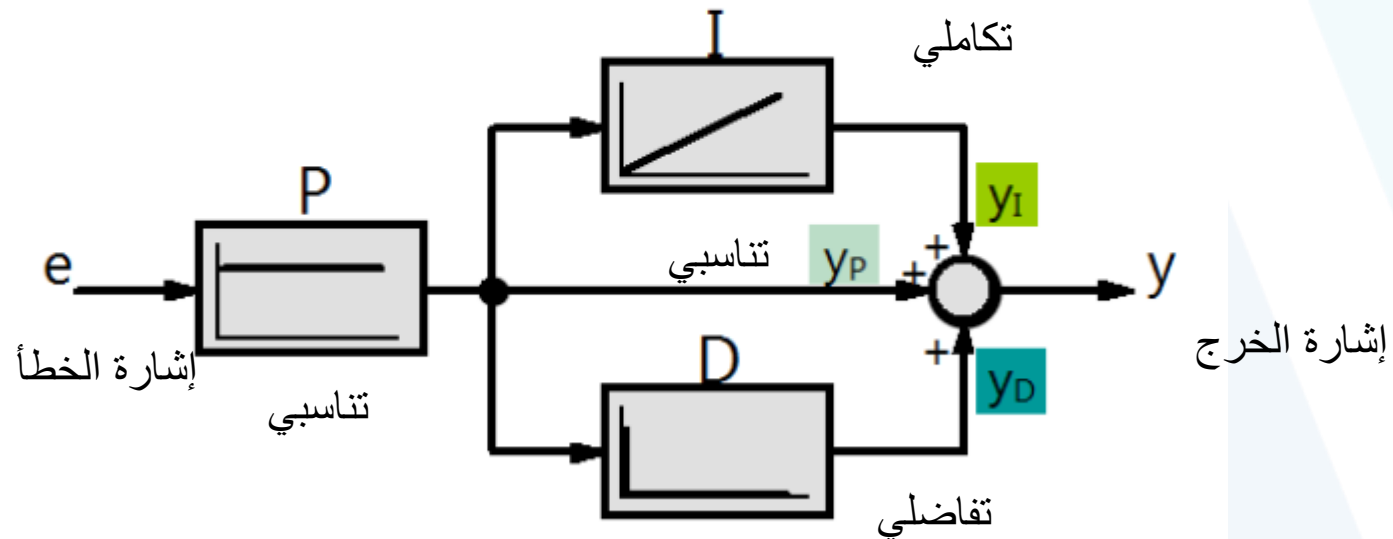 I
تكاملي
P
yI
e
تناسبي
yP
+
+
y
إشارة الخطأ
تناسبي
D
+
yD
إشارة الخرج
تفاضلي